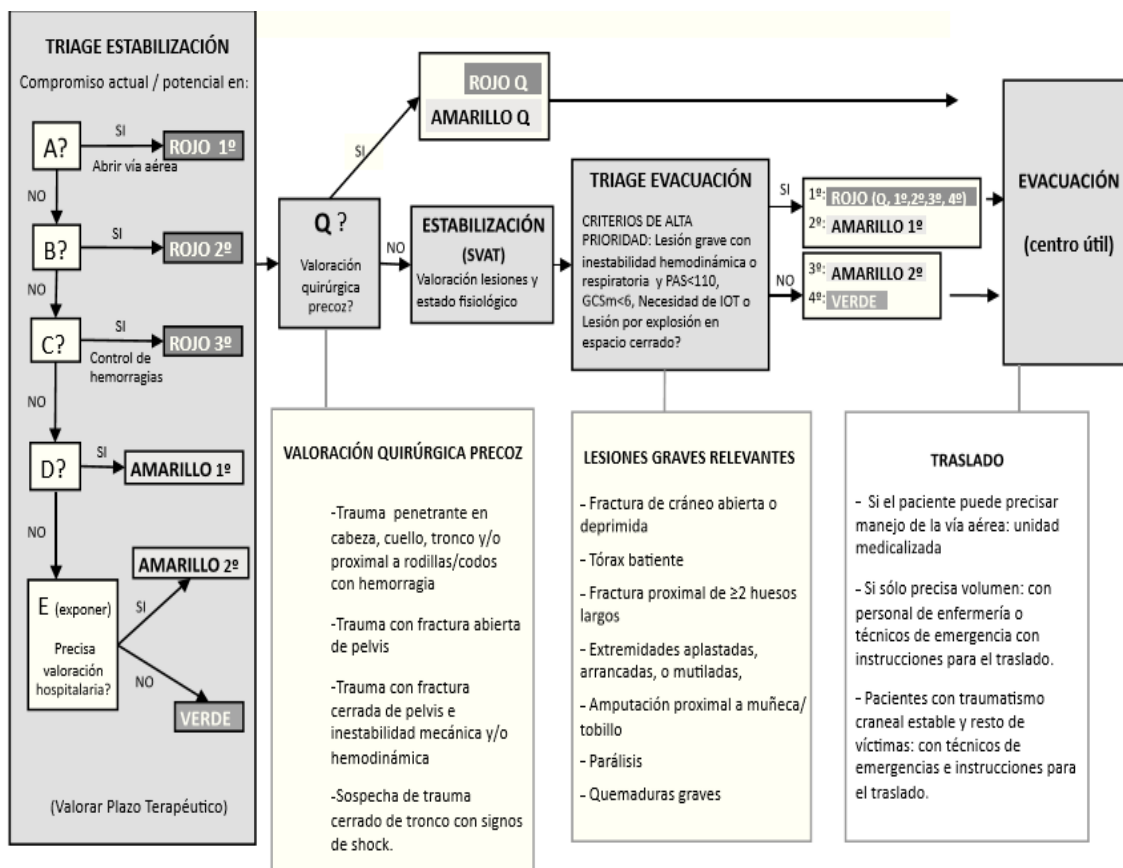 TRIAGE ESTABILIZACIÓN
Compromiso actual / potencial en:
A?
SI
ROJO 1º
Abrir vía aérea
NO
B?
SI
ROJO 2º
NO
C?
SI
ROJO 3º
Control de
hemorragias
NO
D?
SI
AMARILLO 1º
NO
AMARILLO 2º
E (exponer)
Precisa
valoración
hospitalaria?
SI
NO
VERDE
(Valorar Plazo Terapéutico)
Q ?
Valoración
quirúrgica
precoz?
SI
ROJO Q
AMARILLO Q
NO
ESTABILIZACIÓN
(SVAT)
Valoración lesiones y
estado fisiológico
TRIAGE EVACUACIÓN
CRITERIOS DE ALTA
PRIORIDAD: Lesión grave con
inestabilidad hemodinámica o
respiratoria y PAS<110,
GCSm<6, Necesidad de IOT o
Lesión por explosión en
espacio cerrado?
SI
1º: ROJO (Q, 1º,2º,3º, 4º)
2º: AMARILLO 1º
NO
3º: AMARILLO 2º
4º: VERDE
EVACUACIÓN
(centro útil)
VALORACIÓN QUIRÚRGICA PRECOZ
-Trauma penetrante en
cabeza, cuello, tronco y/o
proximal a rodillas/codos
con hemorragia
-Trauma con fractura abierta
de pelvis
-Trauma con fractura
cerrada de pelvis e
inestabilidad mecánica y/o
hemodinámica
-Sospecha de trauma
cerrado de tronco con signos
de shock.
LESIONES GRAVES RELEVANTES
– Fractura de cráneo abierta o
deprimida
– Tórax batiente
– Fractura proximal de ≥2 huesos
largos
– Extremidades aplastadas,
arrancadas, o mutiladas,
– Amputación proximal a muñeca/
tobillo
– Parálisis
– Quemaduras graves
TRASLADO
– Si el paciente puede precisar
manejo de la vía aérea: unidad
medicalizada
– Si sólo precisa volumen: con
personal de enfermería o
técnicos de emergencia con
instrucciones para el traslado.
– Pacientes con traumatismo
craneal estable y resto de
víctimas: con técnicos de
emergencias e instrucciones para
el traslado.